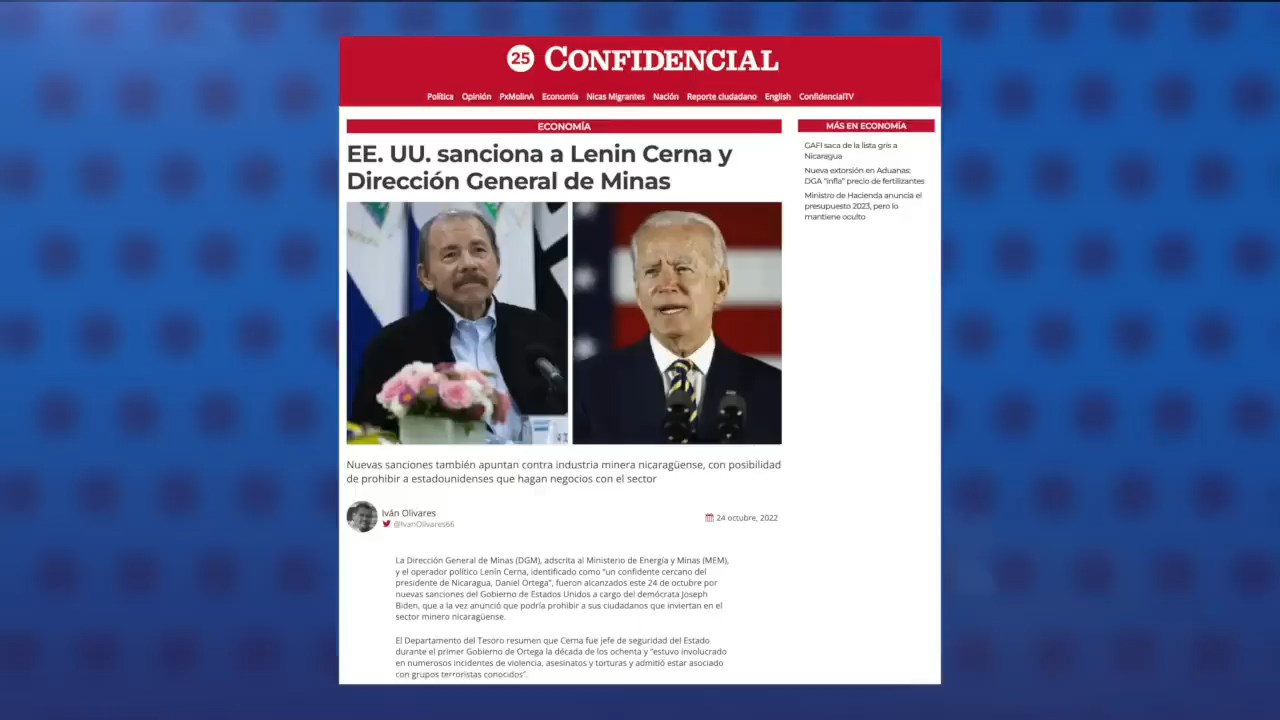 25 CONFIDENCIAL
Política Opinión PxMolinA Economía Nicas Migrantes Nación Reporte ciudadano English ConfidencialTV
ECONOMÍA
EE. UU. sanciona a Lenin Cerna y
Dirección General de Minas
Nuevas sanciones también apuntan contra industria minera nicaragüense, con posibilidad
de prohibir a estadounidenses que hagan negocios con el sector
Iván Olivares
@IvanOlivares66
24 octubre, 2022
La Dirección General de Minas (DGM), adscrita al Ministerio de Energía y Minas (MEM),
y el operador político Lenín Cerna, identificado como “un confidente cercano del
presidente de Nicaragua, Daniel Ortega”, fueron alcanzados este 24 de octubre por
nuevas sanciones del Gobierno de Estados Unidos a cargo del demócrata Joseph
Biden, que a la vez anunció que podría prohibir a sus ciudadanos que inviertan en el
sector minero nicaragüense.
El Departamento del Tesoro resumen que Cerna fue jefe de seguridad del Estado
durante el primer Gobierno de Ortega la década de los ochenta y “estuvo involucrado
en numerosos incidentes de violencia, asesinatos y torturas y admitió estar asociado
con grupos terroristas conocidos”.
MÁS EN ECONOMÍA
GAFI saca de la lista gris a
Nicaragua
Nueva extorsión en Aduanas:
DGA “infla” precio de fertilizantes
Ministro de Hacienda anuncia el
presupuesto 2023, pero lo
mantiene oculto